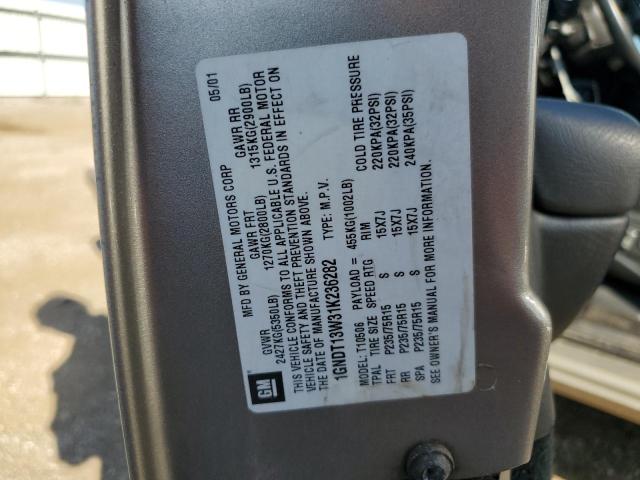 MFD BY GENERAL MOTORS CORP 05/01
GVWR GAWR FRT GAWR RR
2427KG(5350LB) 1270KG(2800LB) 1315KG(2900LB)
THIS VEHICLE CONFORMS TO ALL APPLICABLE U.S. FEDERAL MOTOR
VEHICLE SAFETY AND THEFT PREVENTION STANDARDS IN EFFECT ON
THE DATE OF MANUFACTURE SHOWN ABOVE.
1GNDT13W31K236282 TYPE: M.P.V.
MODEL: T10506 PAYLOAD = 455KG(1002LB)
TPAL TIRE SIZE SPEED RTG RIM COLD TIRE PRESSURE
FRT P235/75R15 S 15X7J 220KPA(32PSI)
RR P235/75R15 S 15X7J 220KPA(32PSI)
SPA P235/75R15 S 15X7J 240KPA(35PSI)
SEE OWNER'S MANUAL FOR MORE INFORMATION.
GM